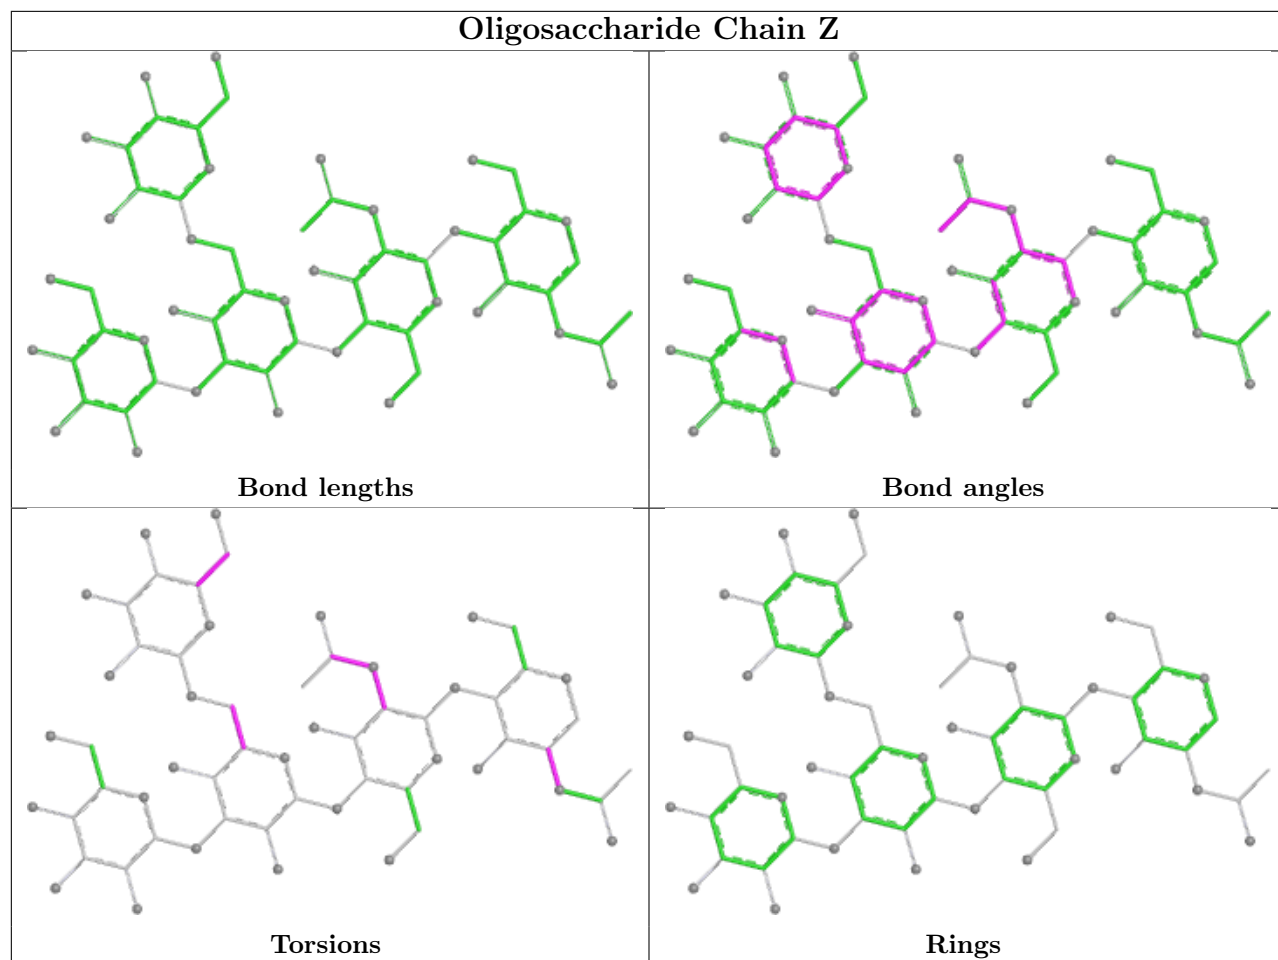 Oligosaccharide Chain Z
Bond lengths
Bond angles
Torsions
Rings